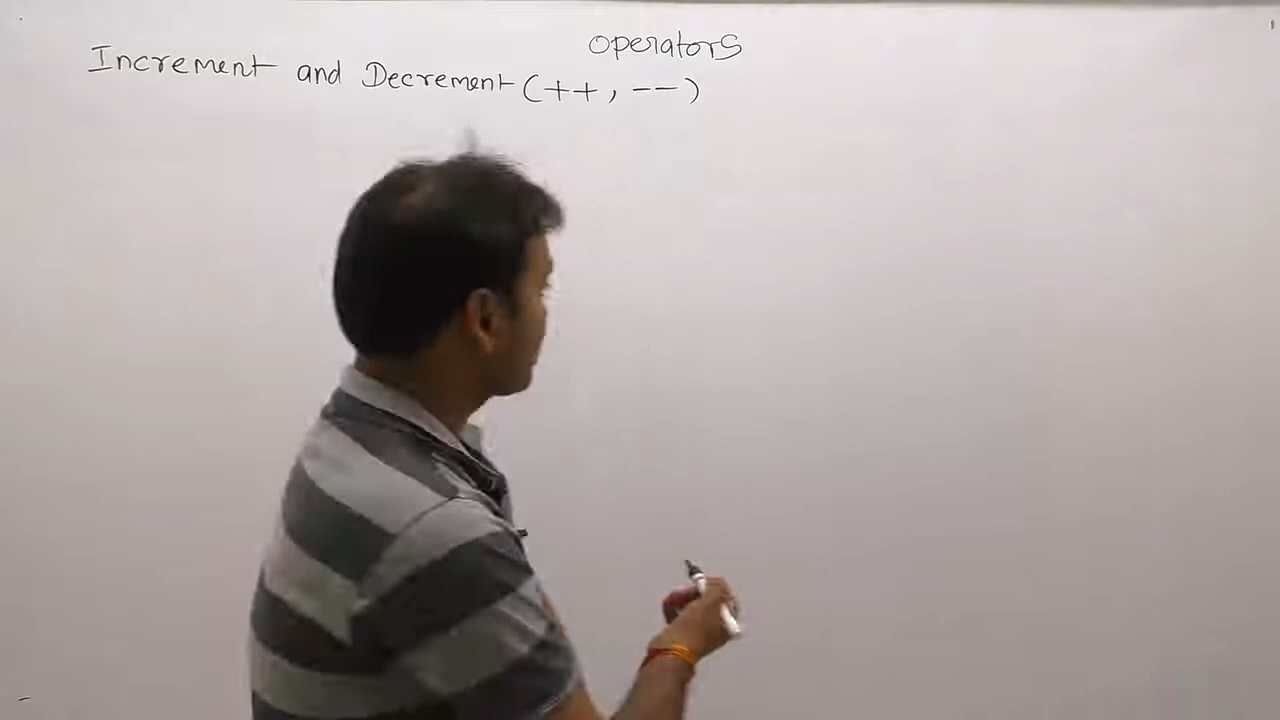 operators
Increment and Decrement (++, --)